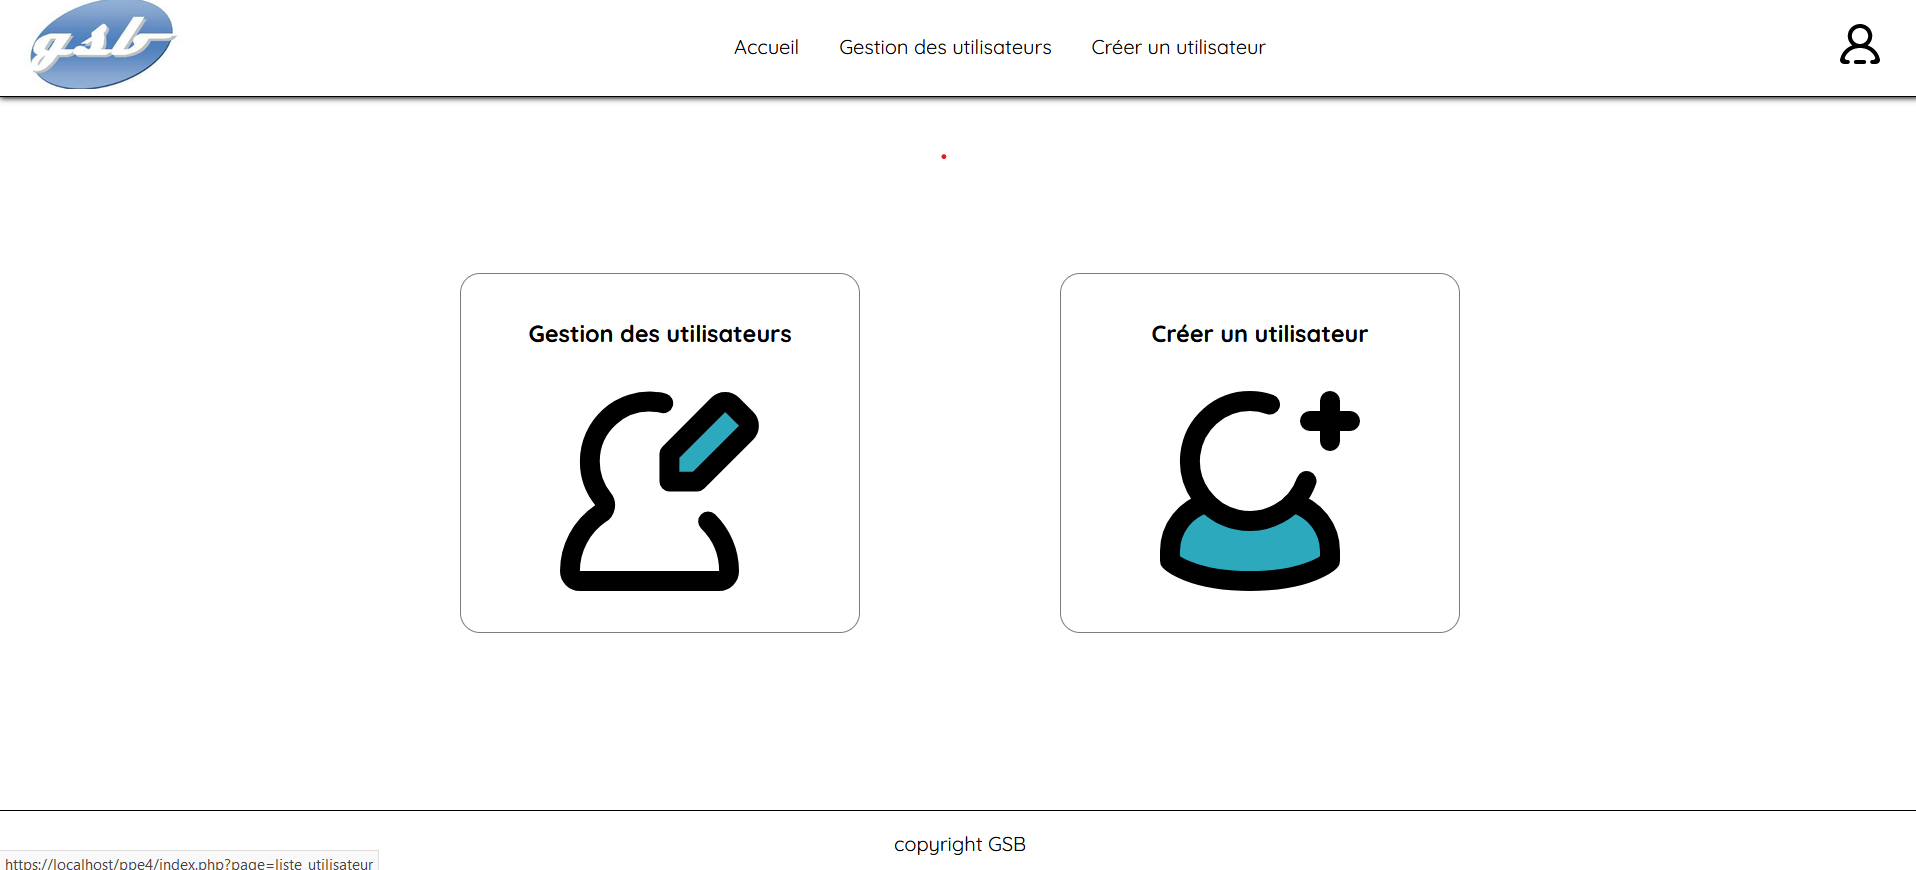 gsb
Accueil Gestion des utilisateurs Créer un utilisateur
Gestion des utilisateurs
Créer un utilisateur
copyright GSB
https://localhost/ppe4/index.php?page=liste_utilisateur